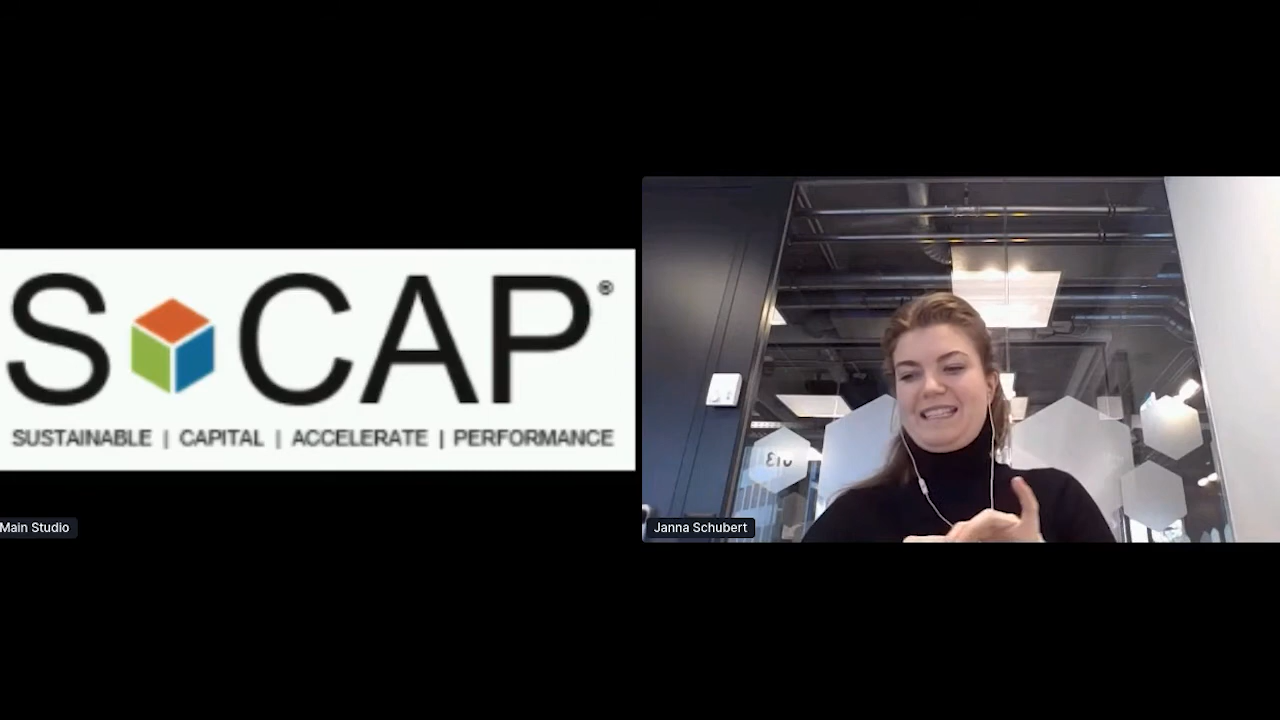 S CAP®
SUSTAINABLE | CAPITAL | ACCELERATE | PERFORMANCE
Main Studio
Janna Schubert